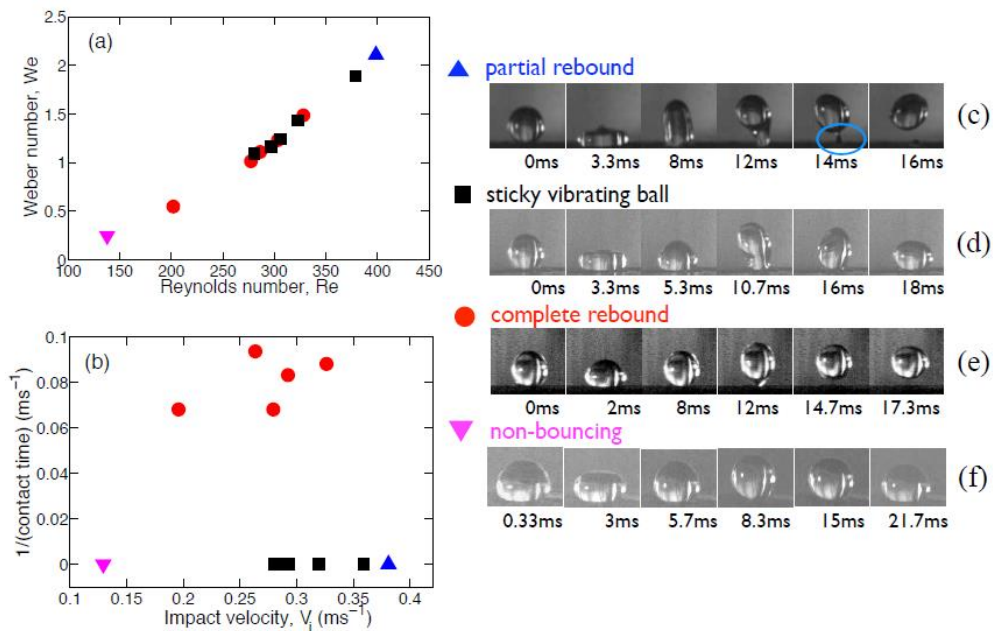 (a)
Weber number, We
2.5
2
1.5
1
0.5
0
100 150 200 250 300 350 400 450
Reynolds number, Re
(b)
1/(contact time) (ms⁻¹)
0.1
0.08
0.06
0.04
0.02
0
0.1 0.15 0.2 0.25 0.3 0.35 0.4
Impact velocity, Vᵢ (ms⁻¹)
partial rebound
(c)
0ms 3.3ms 8ms 12ms 14ms 16ms
sticky vibrating ball
(d)
0ms 3.3ms 5.3ms 10.7ms 16ms 18ms
complete rebound
(e)
0ms 2ms 8ms 12ms 14.7ms 17.3ms
non-bouncing
(f)
0.33ms 3ms 5.7ms 8.3ms 15ms 21.7ms